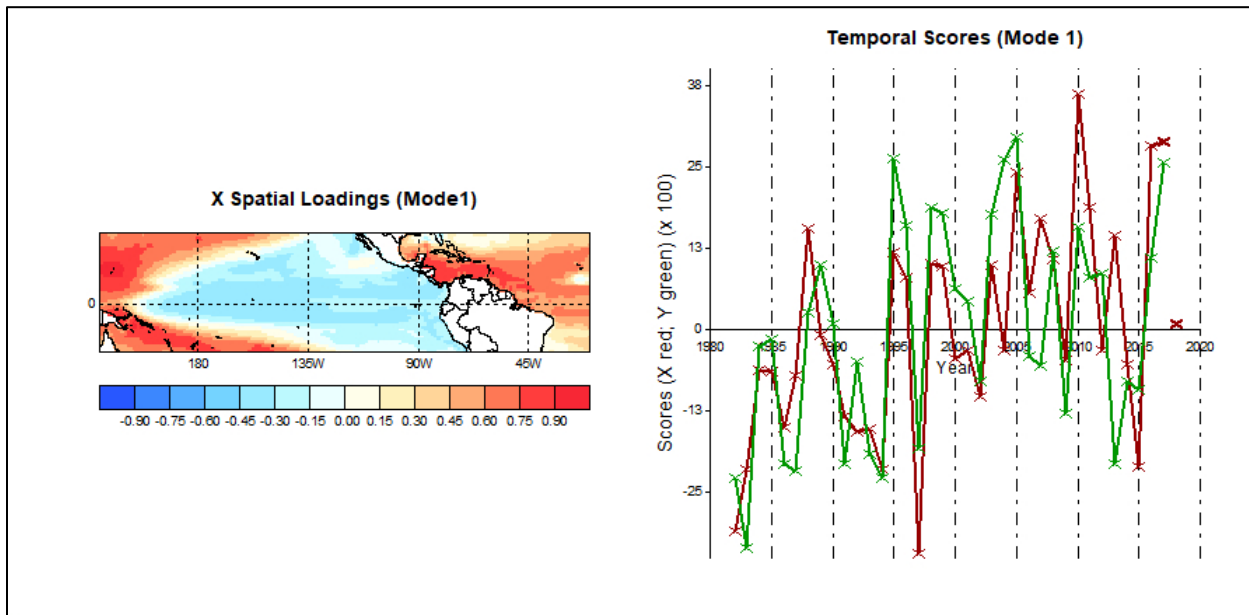 X Spatial Loadings (Mode1)
0
180
135W
90W
45W
-0.90 -0.75 -0.60 -0.45 -0.30 -0.15 0.00 0.15 0.30 0.45 0.60 0.75 0.90
Temporal Scores (Mode 1)
Scores (X red; Y green) (x 100)
38
25
13
0
-13
-25
1980 1985 1990 1995 2000 2005 2010 2015 2020
Year